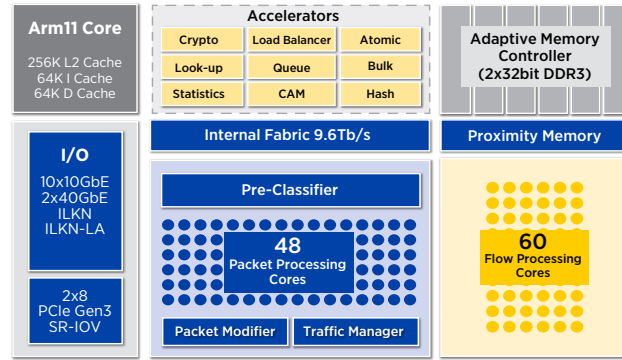 Arm11 Core
256K L2 Cache
64K I Cache
64K D Cache
Accelerators
Crypto
Load Balancer
Atomic
Look-up
Queue
Bulk
Statistics
CAM
Hash
Adaptive Memory
Controller
(2x32bit DDR3)
Internal Fabric 9.6Tb/s
Proximity Memory
I/O
10x10GbE
2x40GbE
ILKN
ILKN-LA
2x8
PCIe Gen3
SR-IOV
Pre-Classifier
48
Packet Processing
Cores
Packet Modifier
Traffic Manager
60
Flow Processing
Cores